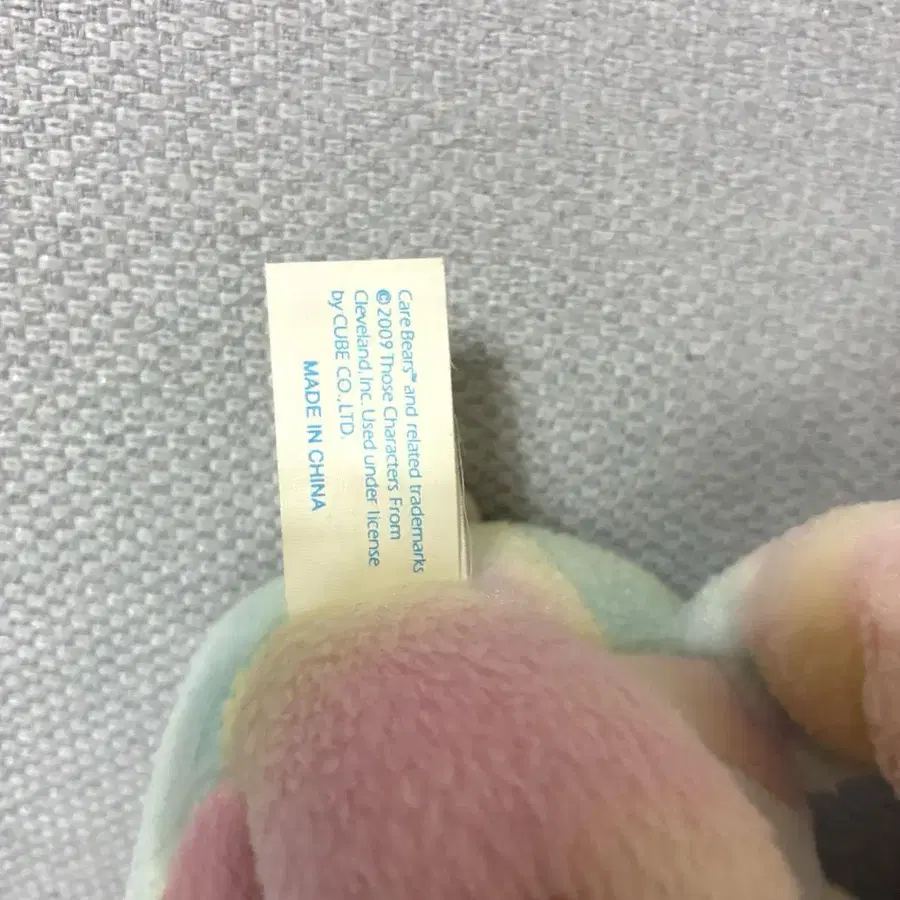 Care Bears™ and related trademarks
© 2009 Those Characters From
Cleveland, Inc. Used under license
by CUBE CO., LTD.
MADE IN CHINA